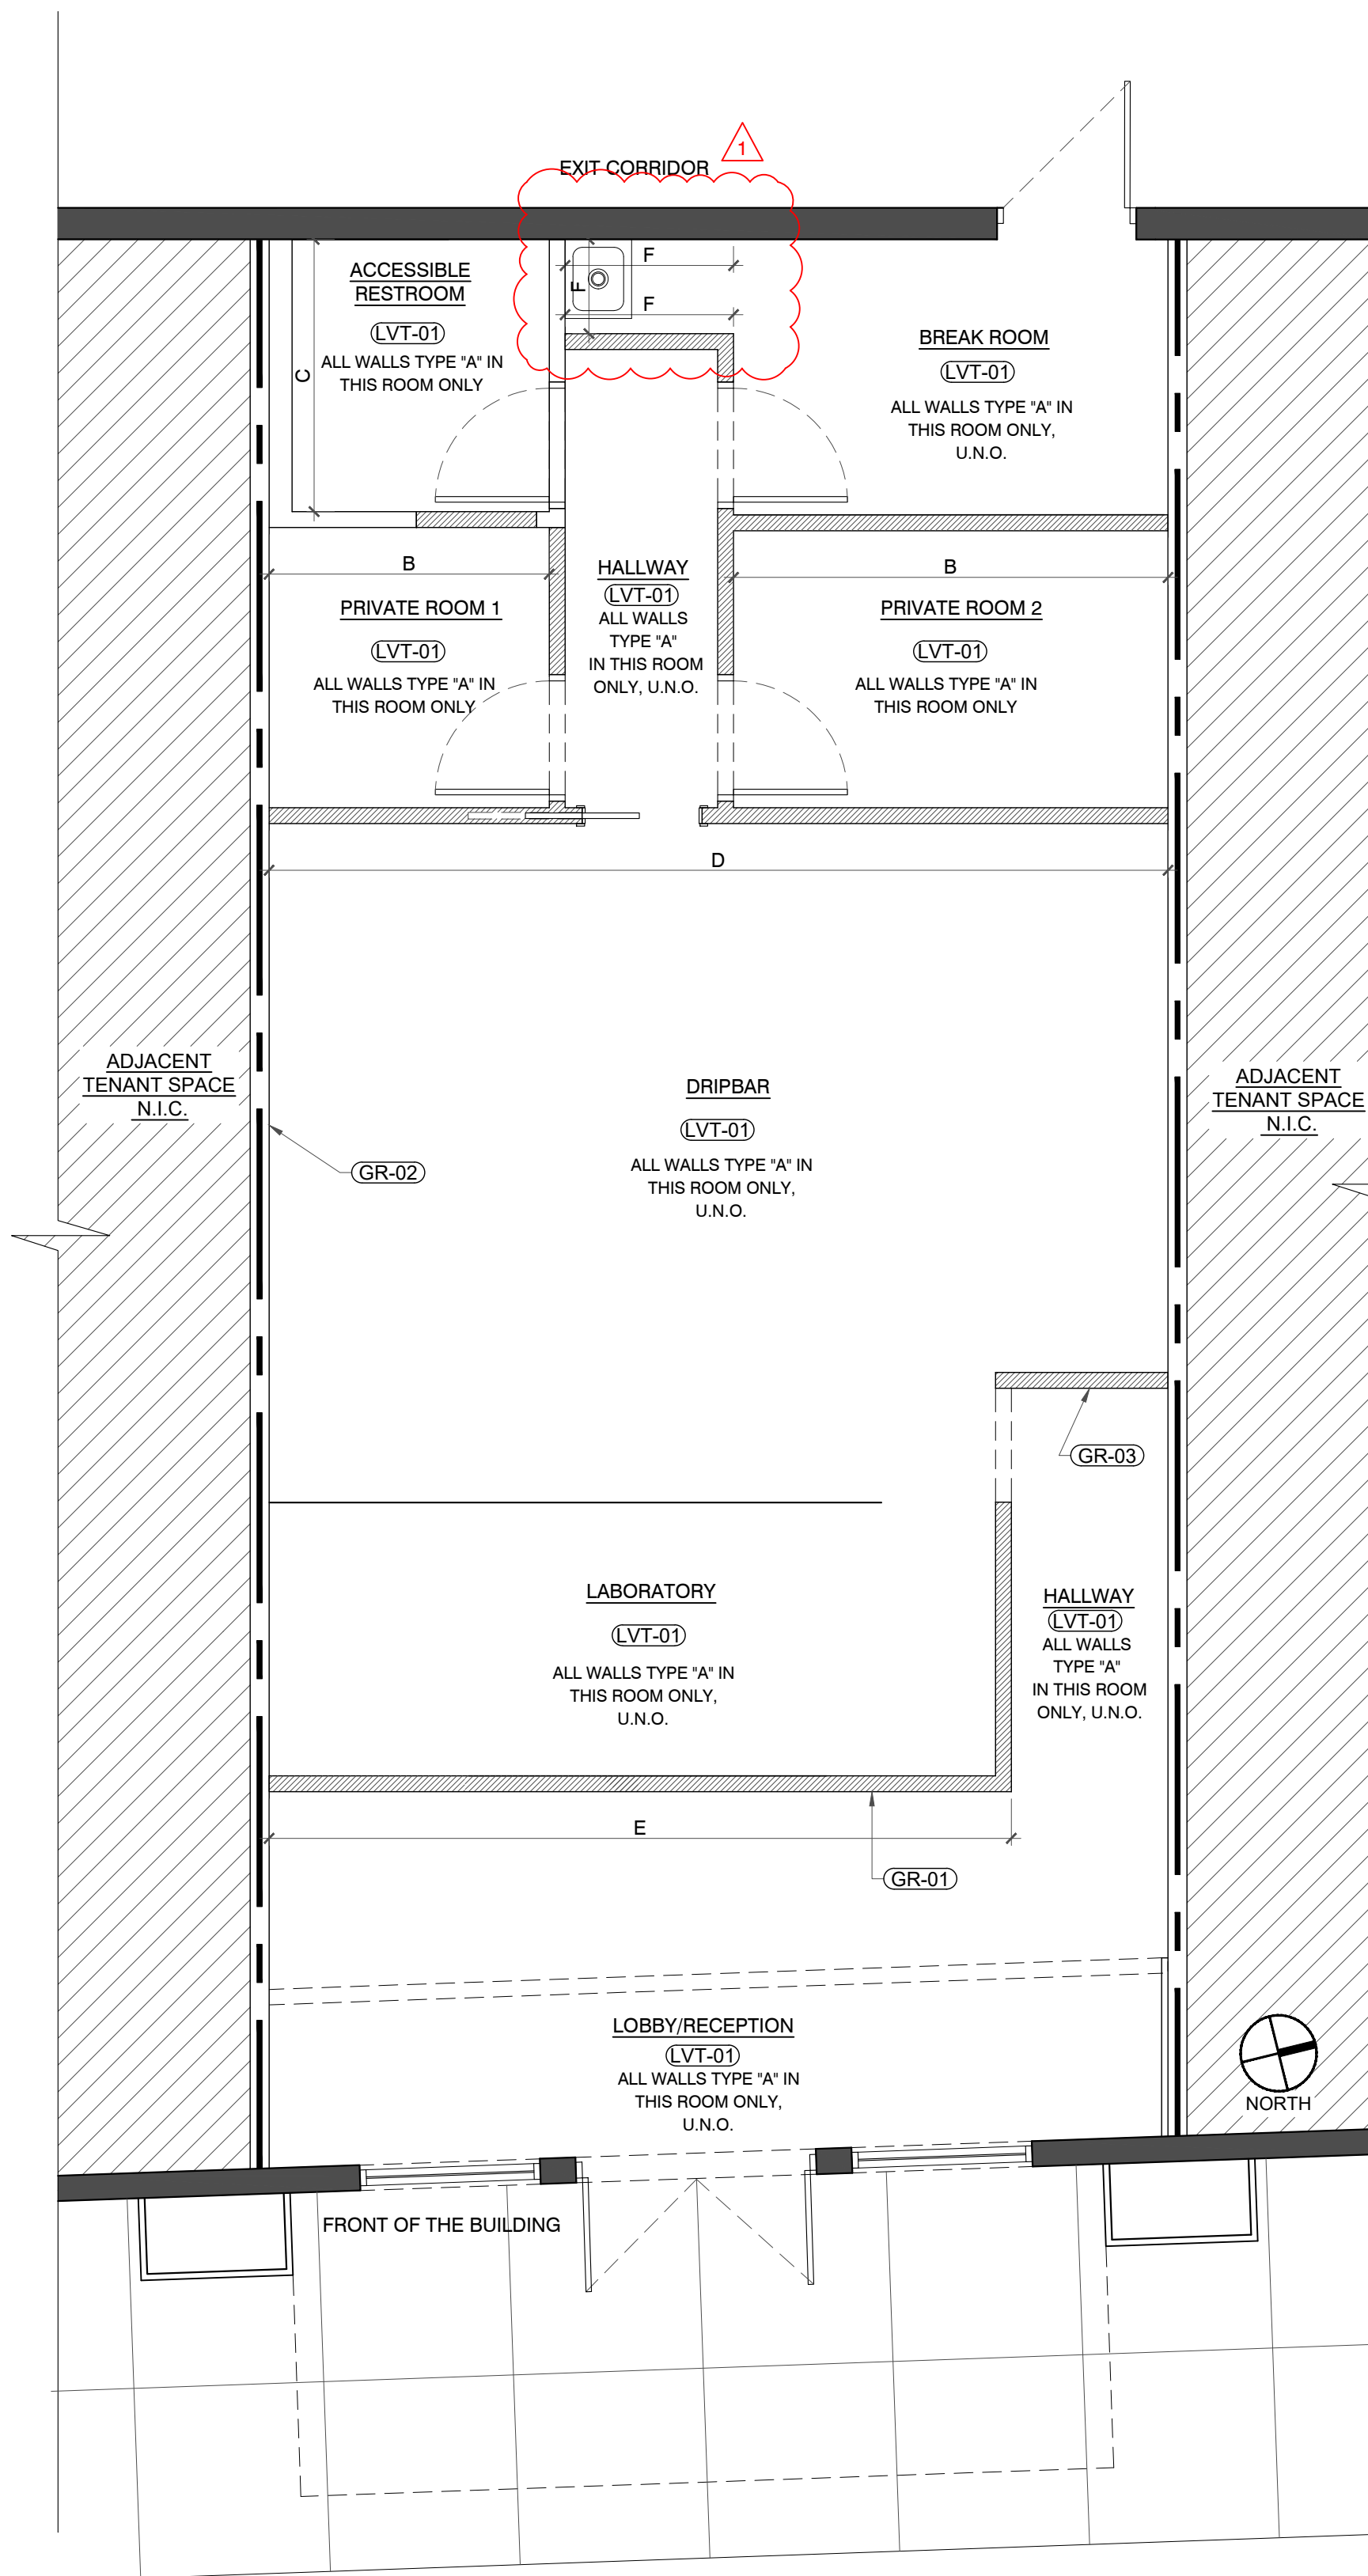 1
EXIT CORRIDOR
F
F
F
ACCESSIBLE
RESTROOM
LVT-01
ALL WALLS TYPE "A" IN
THIS ROOM ONLY
C
BREAK ROOM
LVT-01
ALL WALLS TYPE "A" IN
THIS ROOM ONLY,
U.N.O.
B
PRIVATE ROOM 1
LVT-01
ALL WALLS TYPE "A" IN
THIS ROOM ONLY
HALLWAY
LVT-01
ALL WALLS
TYPE "A"
IN THIS ROOM
ONLY, U.N.O.
B
PRIVATE ROOM 2
LVT-01
ALL WALLS TYPE "A" IN
THIS ROOM ONLY
D
ADJACENT
TENANT SPACE
N.I.C.
DRIPBAR
LVT-01
ALL WALLS TYPE "A" IN
THIS ROOM ONLY,
U.N.O.
ADJACENT
TENANT SPACE
N.I.C.
GR-02
GR-03
LABORATORY
LVT-01
ALL WALLS TYPE "A" IN
THIS ROOM ONLY,
U.N.O.
HALLWAY
LVT-01
ALL WALLS
TYPE "A"
IN THIS ROOM
ONLY, U.N.O.
E
GR-01
LOBBY/RECEPTION
LVT-01
ALL WALLS TYPE "A" IN
THIS ROOM ONLY,
U.N.O.
NORTH
FRONT OF THE BUILDING